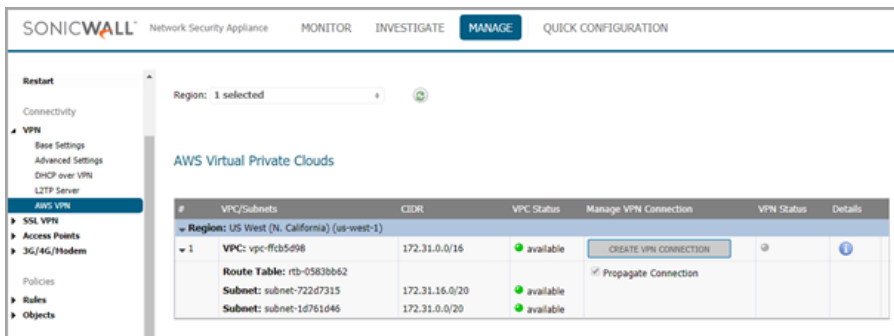 SONICWALL Network Security Appliance MONITOR INVESTIGATE MANAGE QUICK CONFIGURATION
Restart
Connectivity
VPN
Base Settings
Advanced Settings
DHCP over VPN
L2TP Server
AWS VPN
SSL VPN
Access Points
3G/4G/Modem
Policies
Rules
Objects
Region: 1 selected
AWS Virtual Private Clouds
# VPC/Subnets CIDR VPC Status Manage VPN Connection VPN Status Details
Region: US West (N. California) (us-west-1)
1 VPC: vpc-ffcb5d98 172.31.0.0/16 available CREATE VPN CONNECTION
Route Table: rtb-0583bb62 Propagate Connection
Subnet: subnet-722d7315 172.31.16.0/20 available
Subnet: subnet-1d761d46 172.31.0.0/20 available